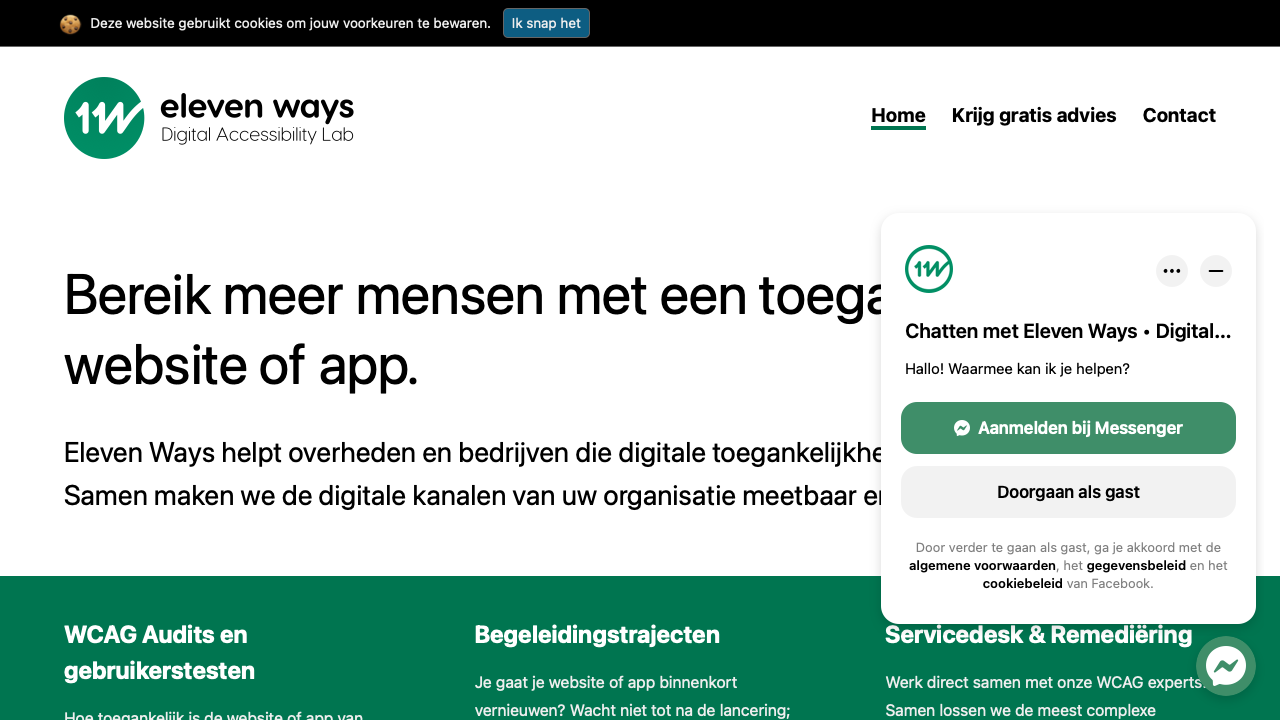 Deze website gebruikt cookies om jouw voorkeuren te bewaren. Ik snap het
1W eleven ways
Digital Accessibility Lab
Home Krijg gratis advies Contact
Bereik meer mensen met een
website of app.
Eleven Ways helpt overheden en bedrijven die digitale
Samen maken we de digitale kanalen van uw organisatie meetbaar
1W
Chatten met Eleven Ways • Digital...
Hallo! Waarmee kan ik je helpen?
Aanmelden bij Messenger
Doorgaan als gast
Door verder te gaan als gast, ga je akkoord met de
algemene voorwaarden, het gegevensbeleid en het
cookiebeleid van Facebook.
WCAG Audits en
gebruikerstesten
Hoe toegankelijk is de website of app van
Begeleidingstrajecten
Je gaat je website of app binnenkort
vernieuwen? Wacht niet tot na de lancering;
Servicedesk & Remediëring
Werk direct samen met onze WCAG experts.
Samen lossen we de meest complexe